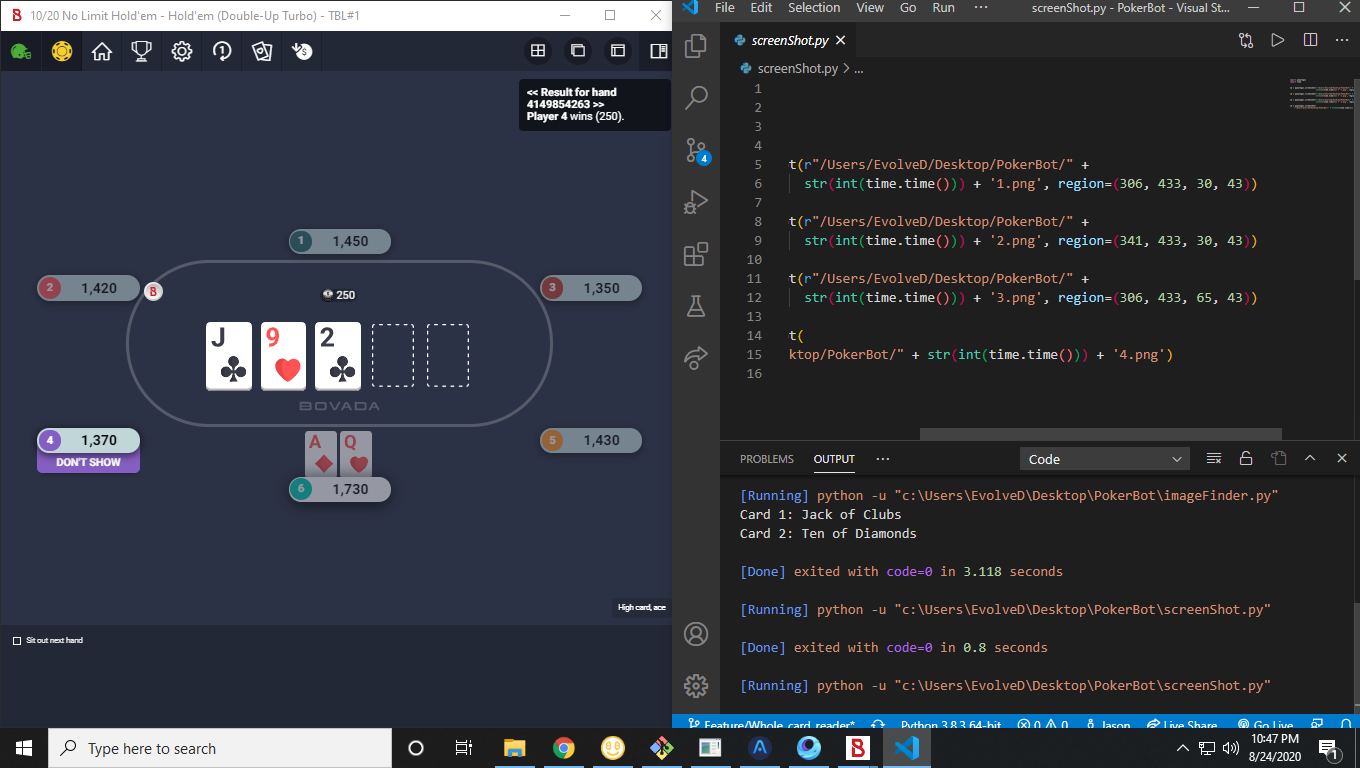 10/20 No Limit Hold'em - Hold'em (Double-Up Turbo) - TBL#1
<< Result for hand
4149854263 >>
Player 4 wins (250).
1 1,450
2 1,420
B
3 1,350
250
J 9 2
BOVADA
4 1,370
DON'T SHOW
A Q
6 1,730
5 1,430
High card, ace
Sit out next hand
File Edit Selection View Go Run ··· screenShot.py - PokerBot - Visual St...
screenShot.py
screenShot.py > ...
1
2
3
4
5 t(r"/Users/EvolveD/Desktop/PokerBot/" +
6 str(int(time.time())) + '1.png', region=(306, 433, 30, 43))
7
8 t(r"/Users/EvolveD/Desktop/PokerBot/" +
9 str(int(time.time())) + '2.png', region=(341, 433, 30, 43))
10
11 t(r"/Users/EvolveD/Desktop/PokerBot/" +
12 str(int(time.time())) + '3.png', region=(306, 433, 65, 43))
13
14 t(
15 ktop/PokerBot/" + str(int(time.time())) + '4.png')
16
4
PROBLEMS OUTPUT ··· Code
[Running] python -u "c:\Users\EvolveD\Desktop\PokerBot\imageFinder.py"
Card 1: Jack of Clubs
Card 2: Ten of Diamonds
[Done] exited with code=0 in 3.118 seconds
[Running] python -u "c:\Users\EvolveD\Desktop\PokerBot\screenShot.py"
[Done] exited with code=0 in 0.8 seconds
[Running] python -u "c:\Users\EvolveD\Desktop\PokerBot\screenShot.py"
Feature/Whole_card_reader* Python 3.8.3 64-bit 0 0 Jason Live Share Go Live
Type here to search
10:47 PM
8/24/2020
1